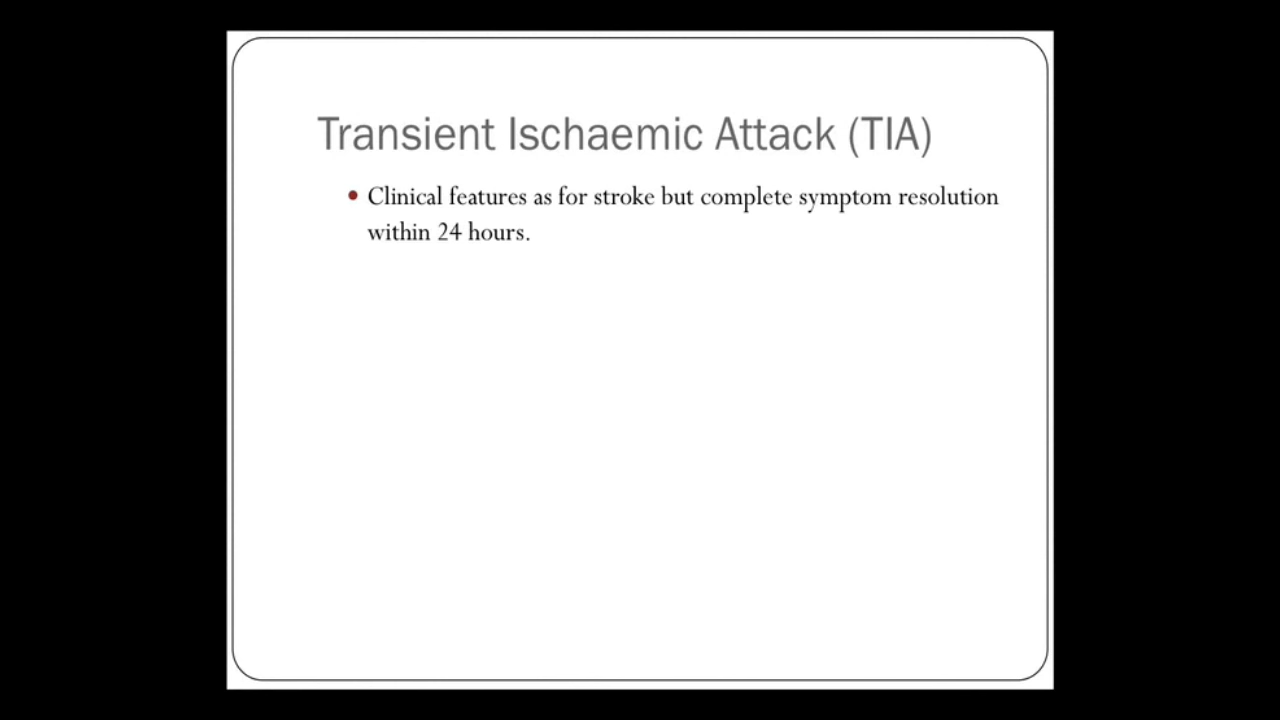 Transient Ischaemic Attack (TIA)
• Clinical features as for stroke but complete symptom resolution
within 24 hours.